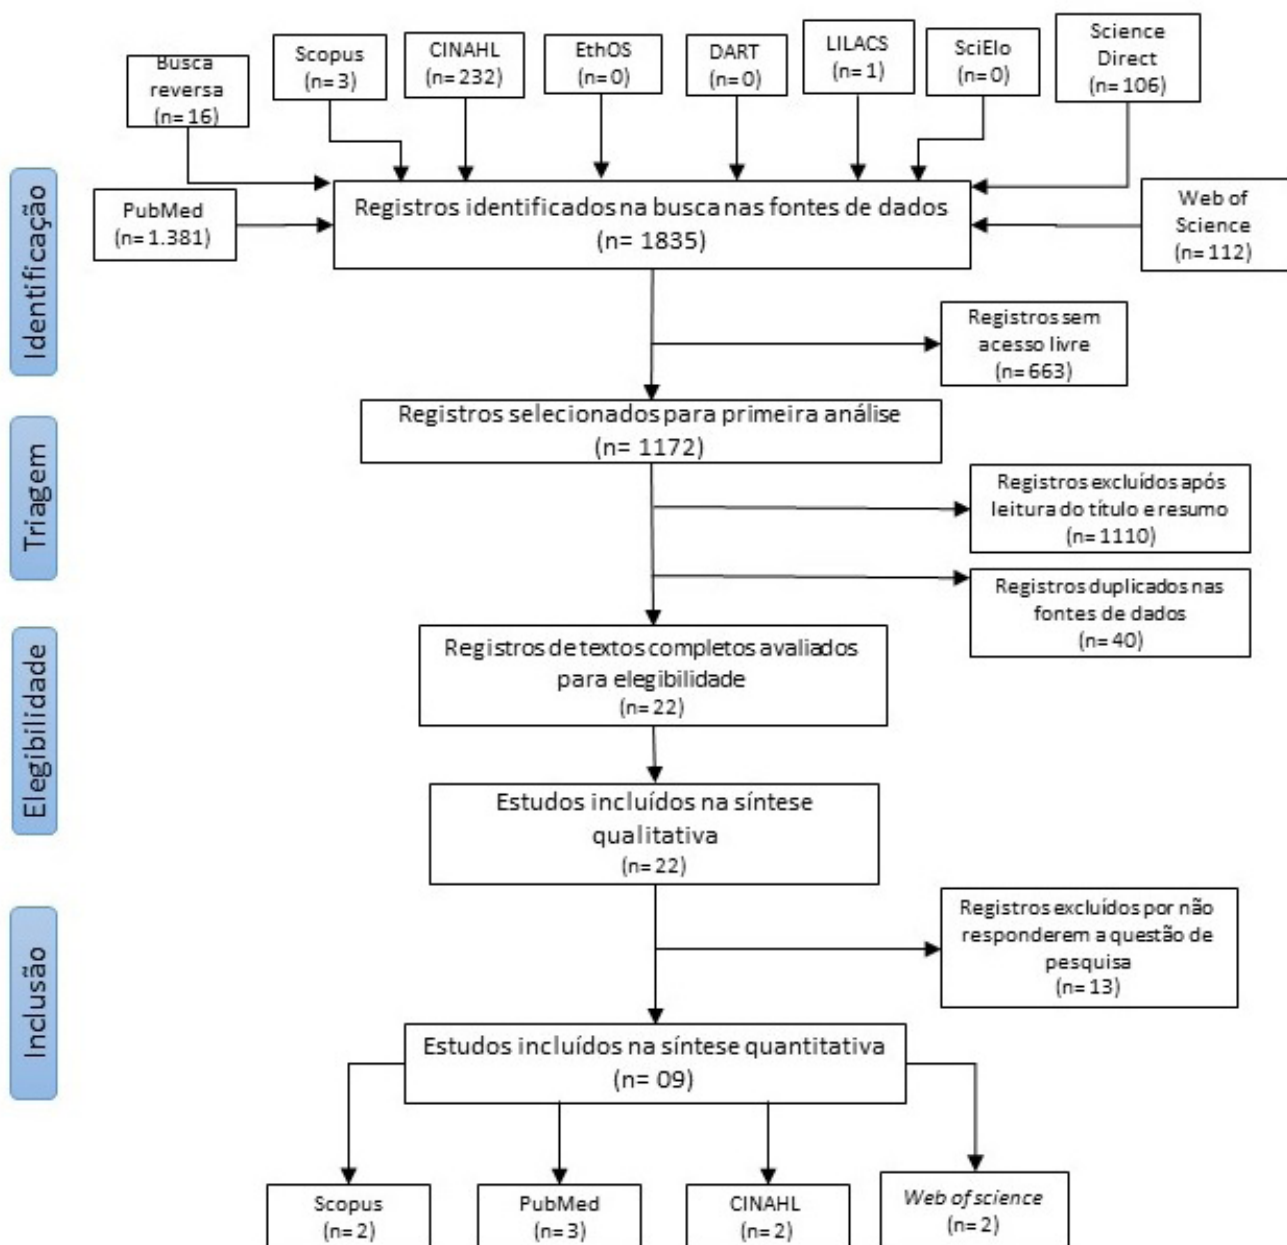 Busca
reversa
(n=16)
Scopus
(n=3)
CINAHL
(n=232)
EthOS
(n=0)
DART
(n=0)
LILACS
(n=1)
SciElo
(n=0)
Science
Direct
(n=106)
Identificação
PubMed
(n=1.381)
Registros identificados na busca nas fontes de dados
(n= 1835)
Web of
Science
(n=112)
Registros sem
acesso livre
(n=663)
Triagem
Registros selecionados para primeira análise
(n= 1172)
Registros excluídos após
leitura do título e resumo
(n=1110)
Registros duplicados nas
fontes de dados
(n=40)
Elegibilidade
Registros de textos completos avaliados
para elegibilidade
(n=22)
Estudos incluídos na síntese
qualitativa
(n=22)
Inclusão
Registros excluídos por não
responderem a questão de
pesquisa
(n=13)
Estudos incluídos na síntese quantitativa
(n= 09)
Scopus
(n=2)
PubMed
(n=3)
CINAHL
(n=2)
Web of science
(n=2)